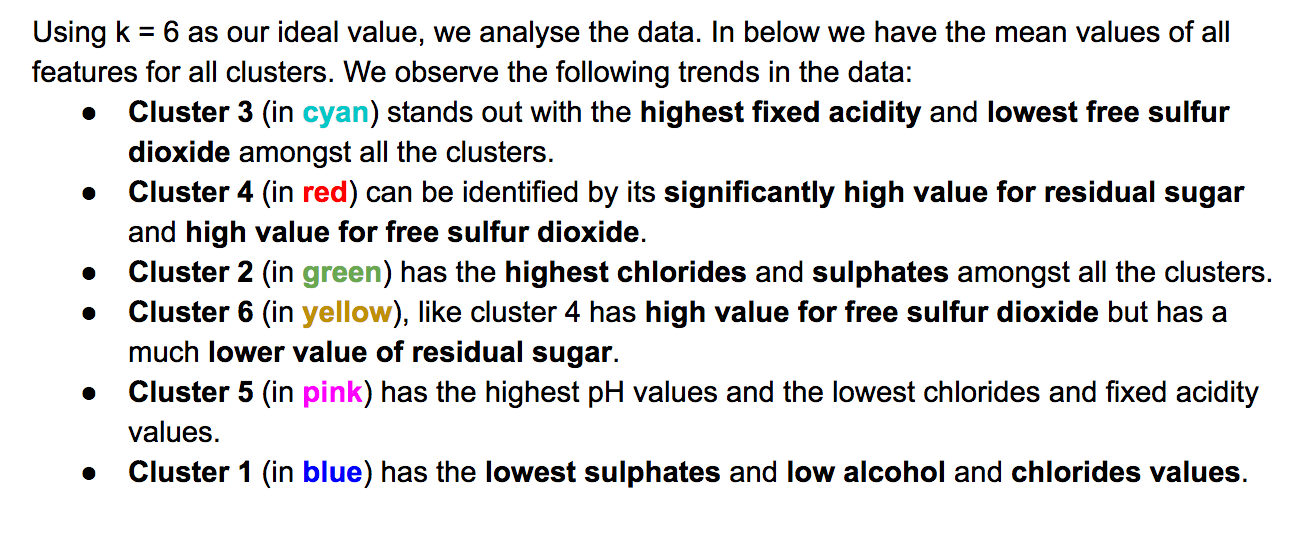 Using k = 6 as our ideal value, we analyse the data. In below we have the mean values of all
features for all clusters. We observe the following trends in the data:
● Cluster 3 (in cyan) stands out with the highest fixed acidity and lowest free sulfur
dioxide amongst all the clusters.
● Cluster 4 (in red) can be identified by its significantly high value for residual sugar
and high value for free sulfur dioxide.
● Cluster 2 (in green) has the highest chlorides and sulphates amongst all the clusters.
● Cluster 6 (in yellow), like cluster 4 has high value for free sulfur dioxide but has a
much lower value of residual sugar.
● Cluster 5 (in pink) has the highest pH values and the lowest chlorides and fixed acidity
values.
● Cluster 1 (in blue) has the lowest sulphates and low alcohol and chlorides values.